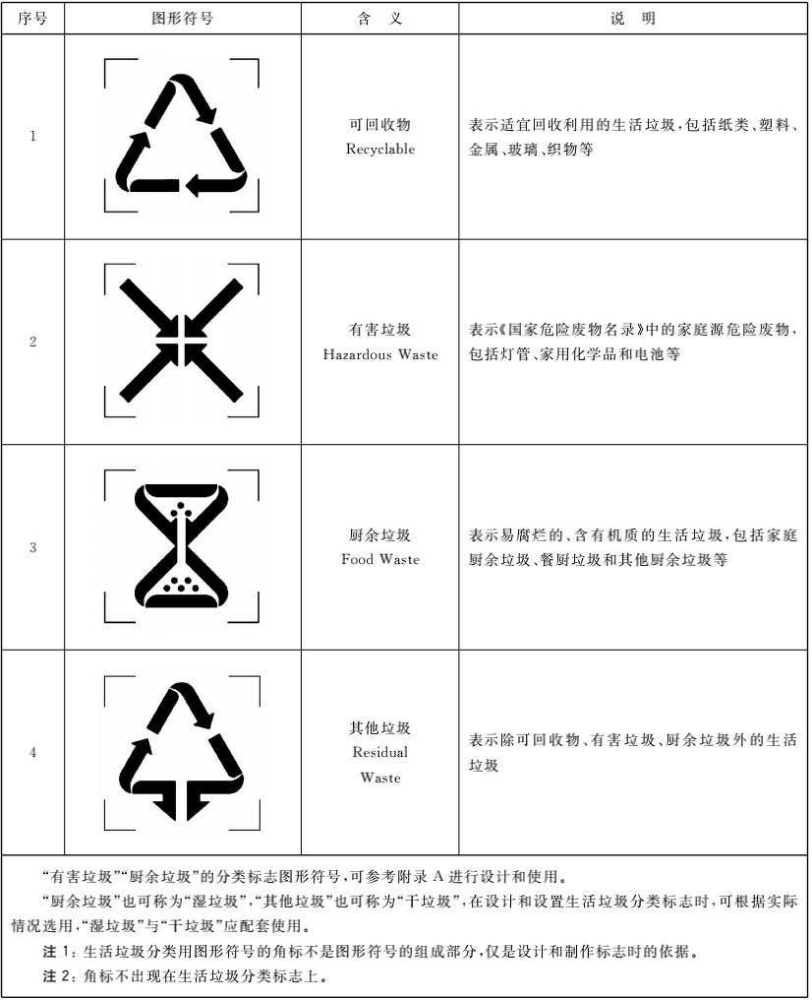 序号 图形符号 含 义 说 明
1
可回收物
Recyclable
表示适宜回收利用的生活垃圾,包括纸类、塑料、
金属、玻璃、织物等
2
有害垃圾
Hazardous Waste
表示《国家危险废物名录》中的家庭源危险废物,
包括灯管、家用化学品和电池等
3
厨余垃圾
Food Waste
表示易腐烂的、含有机质的生活垃圾,包括家庭
厨余垃圾、餐厨垃圾和其他厨余垃圾等
4
其他垃圾
Residual
Waste
表示除可回收物、有害垃圾、厨余垃圾外的生活
垃圾
“有害垃圾”“厨余垃圾”的分类标志图形符号,可参考附录 A 进行设计和使用。
“厨余垃圾”也可称为“湿垃圾”,“其他垃圾”也可称为“干垃圾”,在设计和设置生活垃圾分类标志时,可根据实际
情况选用,“湿垃圾”与“干垃圾”应配套使用。
注 1: 生活垃圾分类用图形符号的角标不是图形符号的组成部分,仅是设计和制作标志时的依据。
注 2: 角标不出现在生活垃圾分类标志上。